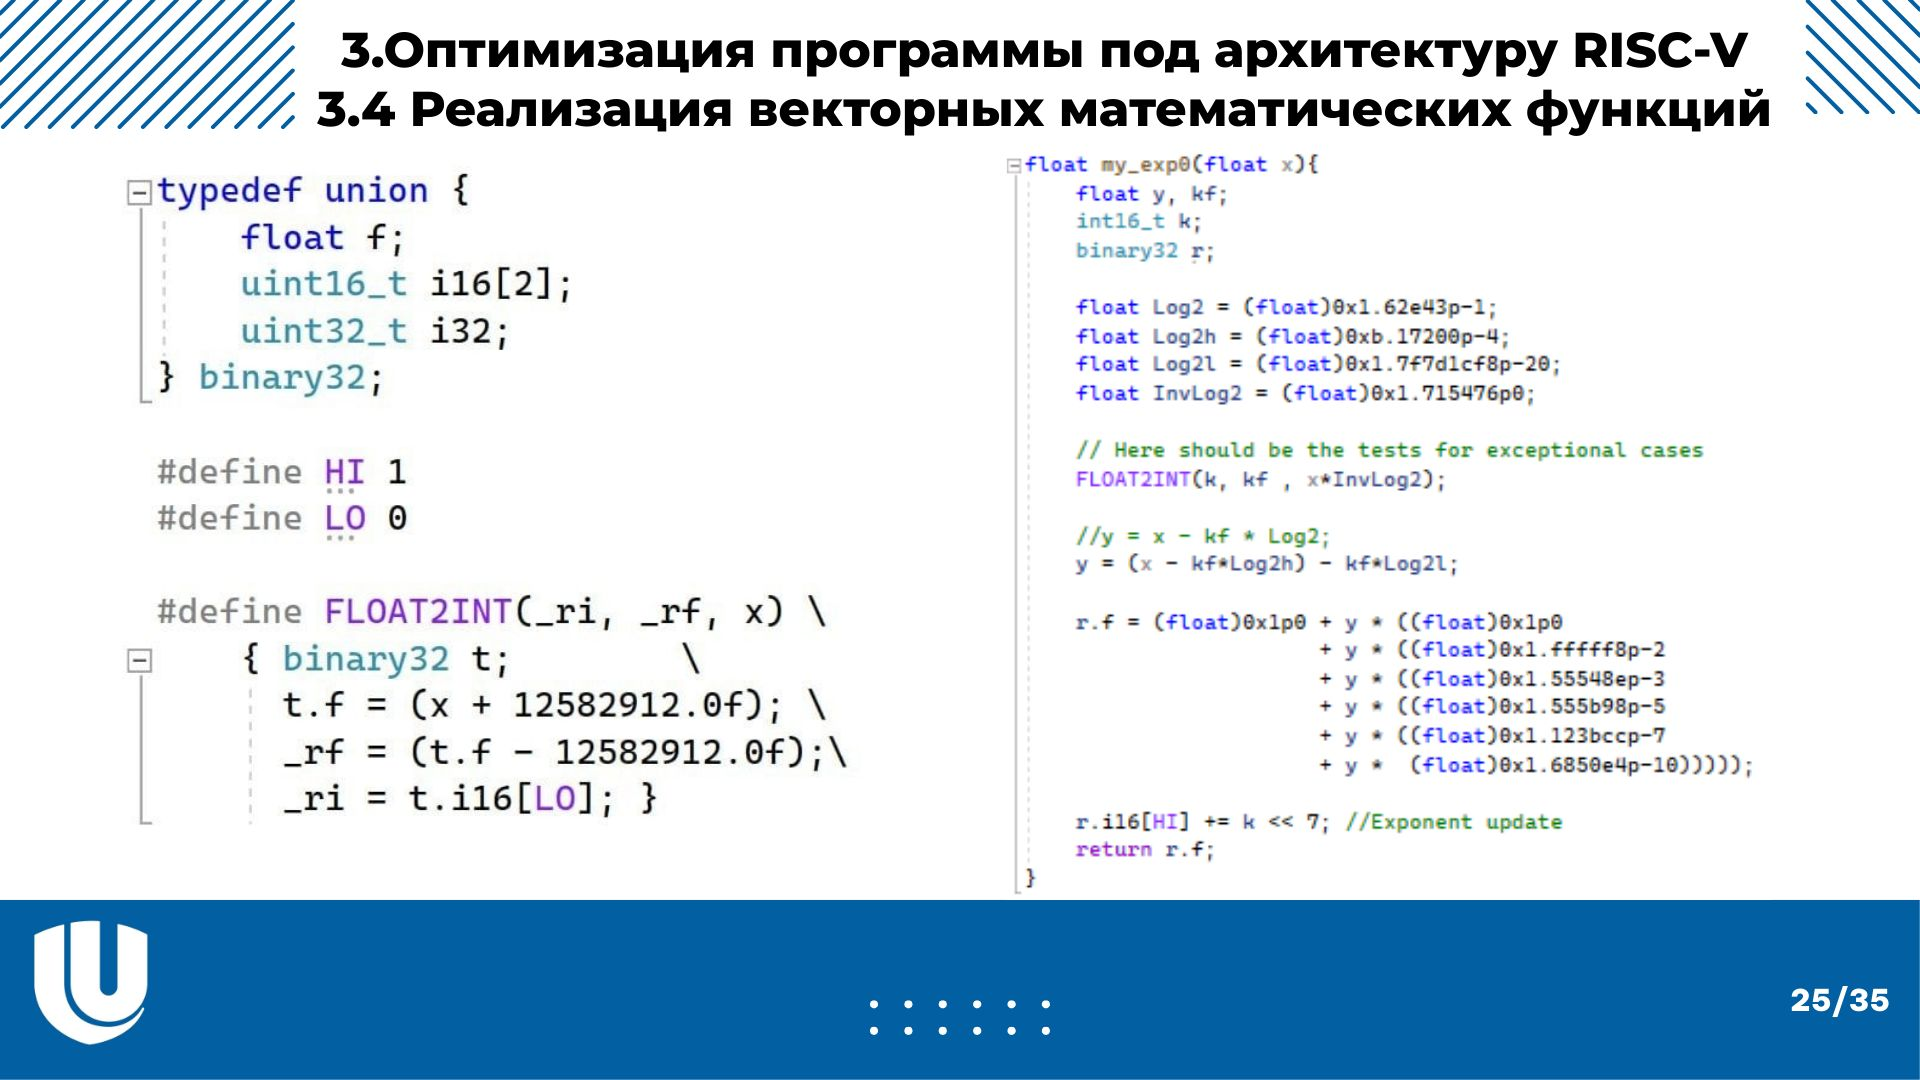 3.Оптимизация программы под архитектуру RISC-V
3.4 Реализация векторных математических функций
typedef union {
float f;
uint16_t i16[2];
uint32_t i32;
} binary32;
#define HI 1
#define LO 0
#define FLOAT2INT(_ri, _rf, x) \
{ binary32 t; \
t.f = (x + 12582912.0f); \
_rf = (t.f - 12582912.0f);\
_ri = t.i16[LO]; }
float my_exp0(float x){
float y, kf;
int16_t k;
binary32 r;
float Log2 = (float)0x1.62e43p-1;
float Log2h = (float)0xb.17200p-4;
float Log2l = (float)0x1.7f7d1cf8p-20;
float InvLog2 = (float)0x1.715476p0;
// Here should be the tests for exceptional cases
FLOAT2INT(k, kf , x*InvLog2);
//y = x - kf * Log2;
y = (x - kf*Log2h) - kf*Log2l;
r.f = (float)0x1p0 + y * ((float)0x1p0
+ y * ((float)0x1.fffff8p-2
+ y * ((float)0x1.55548ep-3
+ y * ((float)0x1.555b98p-5
+ y * ((float)0x1.123bccp-7
+ y * (float)0x1.6850e4p-10)))));
r.i16[HI] += k << 7; //Exponent update
return r.f;
}
25/35